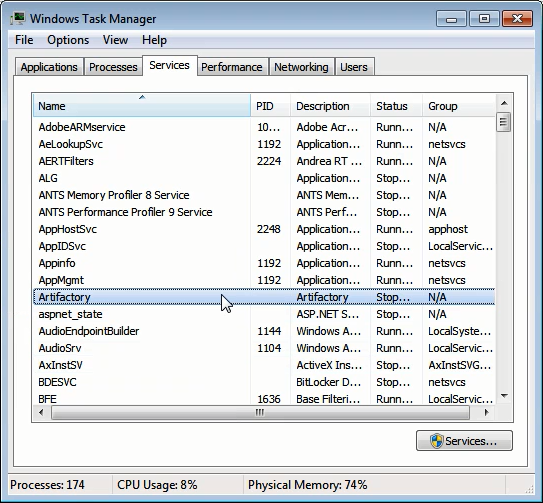 Windows Task Manager
File Options View Help
Applications Processes Services Performance Networking Users
Name PID Description Status Group
AdobeARMservice 10... Adobe Acr... Runn... N/A
AeLookupSvc 1192 Application... Runn... netsvcs
AERTFilters 2224 Andrea RT ... Runn... N/A
ALG Application... Stop... N/A
ANTS Memory Profiler 8 Service ANTS Mem... Stop... N/A
ANTS Performance Profiler 9 Service ANTS Perf... Stop... N/A
AppHostSvc 2248 Application... Runn... apphost
AppIDSvc Application... Stop... LocalServic...
Appinfo 1192 Application... Runn... netsvcs
AppMgmt 1192 Application... Runn... netsvcs
Artifactory Artifactory Stop... N/A
aspnet_state ASP.NET S... Stop... N/A
AudioEndpointBuilder 1144 Windows A... Runn... LocalSyste...
AudioSrv 1104 Windows A... Runn... LocalServic...
AxInstSV ActiveX Ins... Stop... AxInstSVG...
BDESVC BitLocker D... Stop... netsvcs
BFE 1636 Base Filteri... Runn... LocalServic...
Services...
Processes: 174 CPU Usage: 8% Physical Memory: 74%